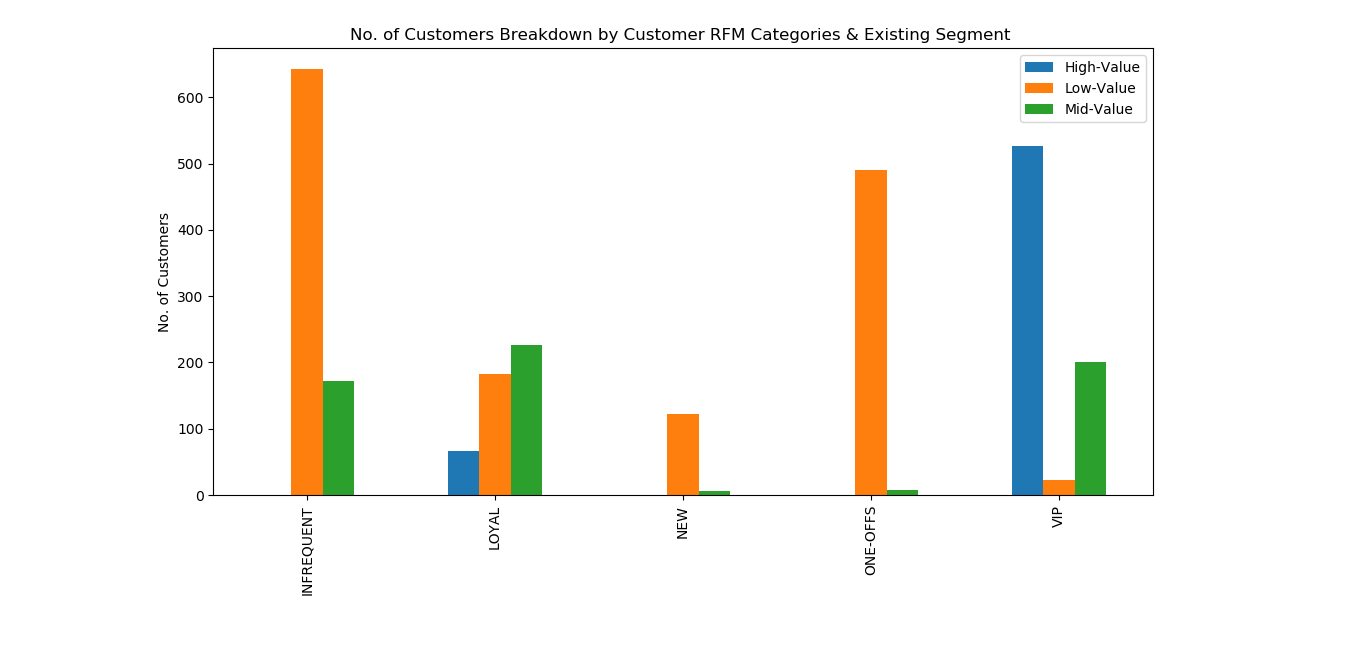 No. of Customers Breakdown by Customer RFM Categories & Existing Segment
High-Value
Low-Value
Mid-Value
No. of Customers
600
500
400
300
200
100
0
INFREQUENT
LOYAL
NEW
ONE-OFFS
VIP